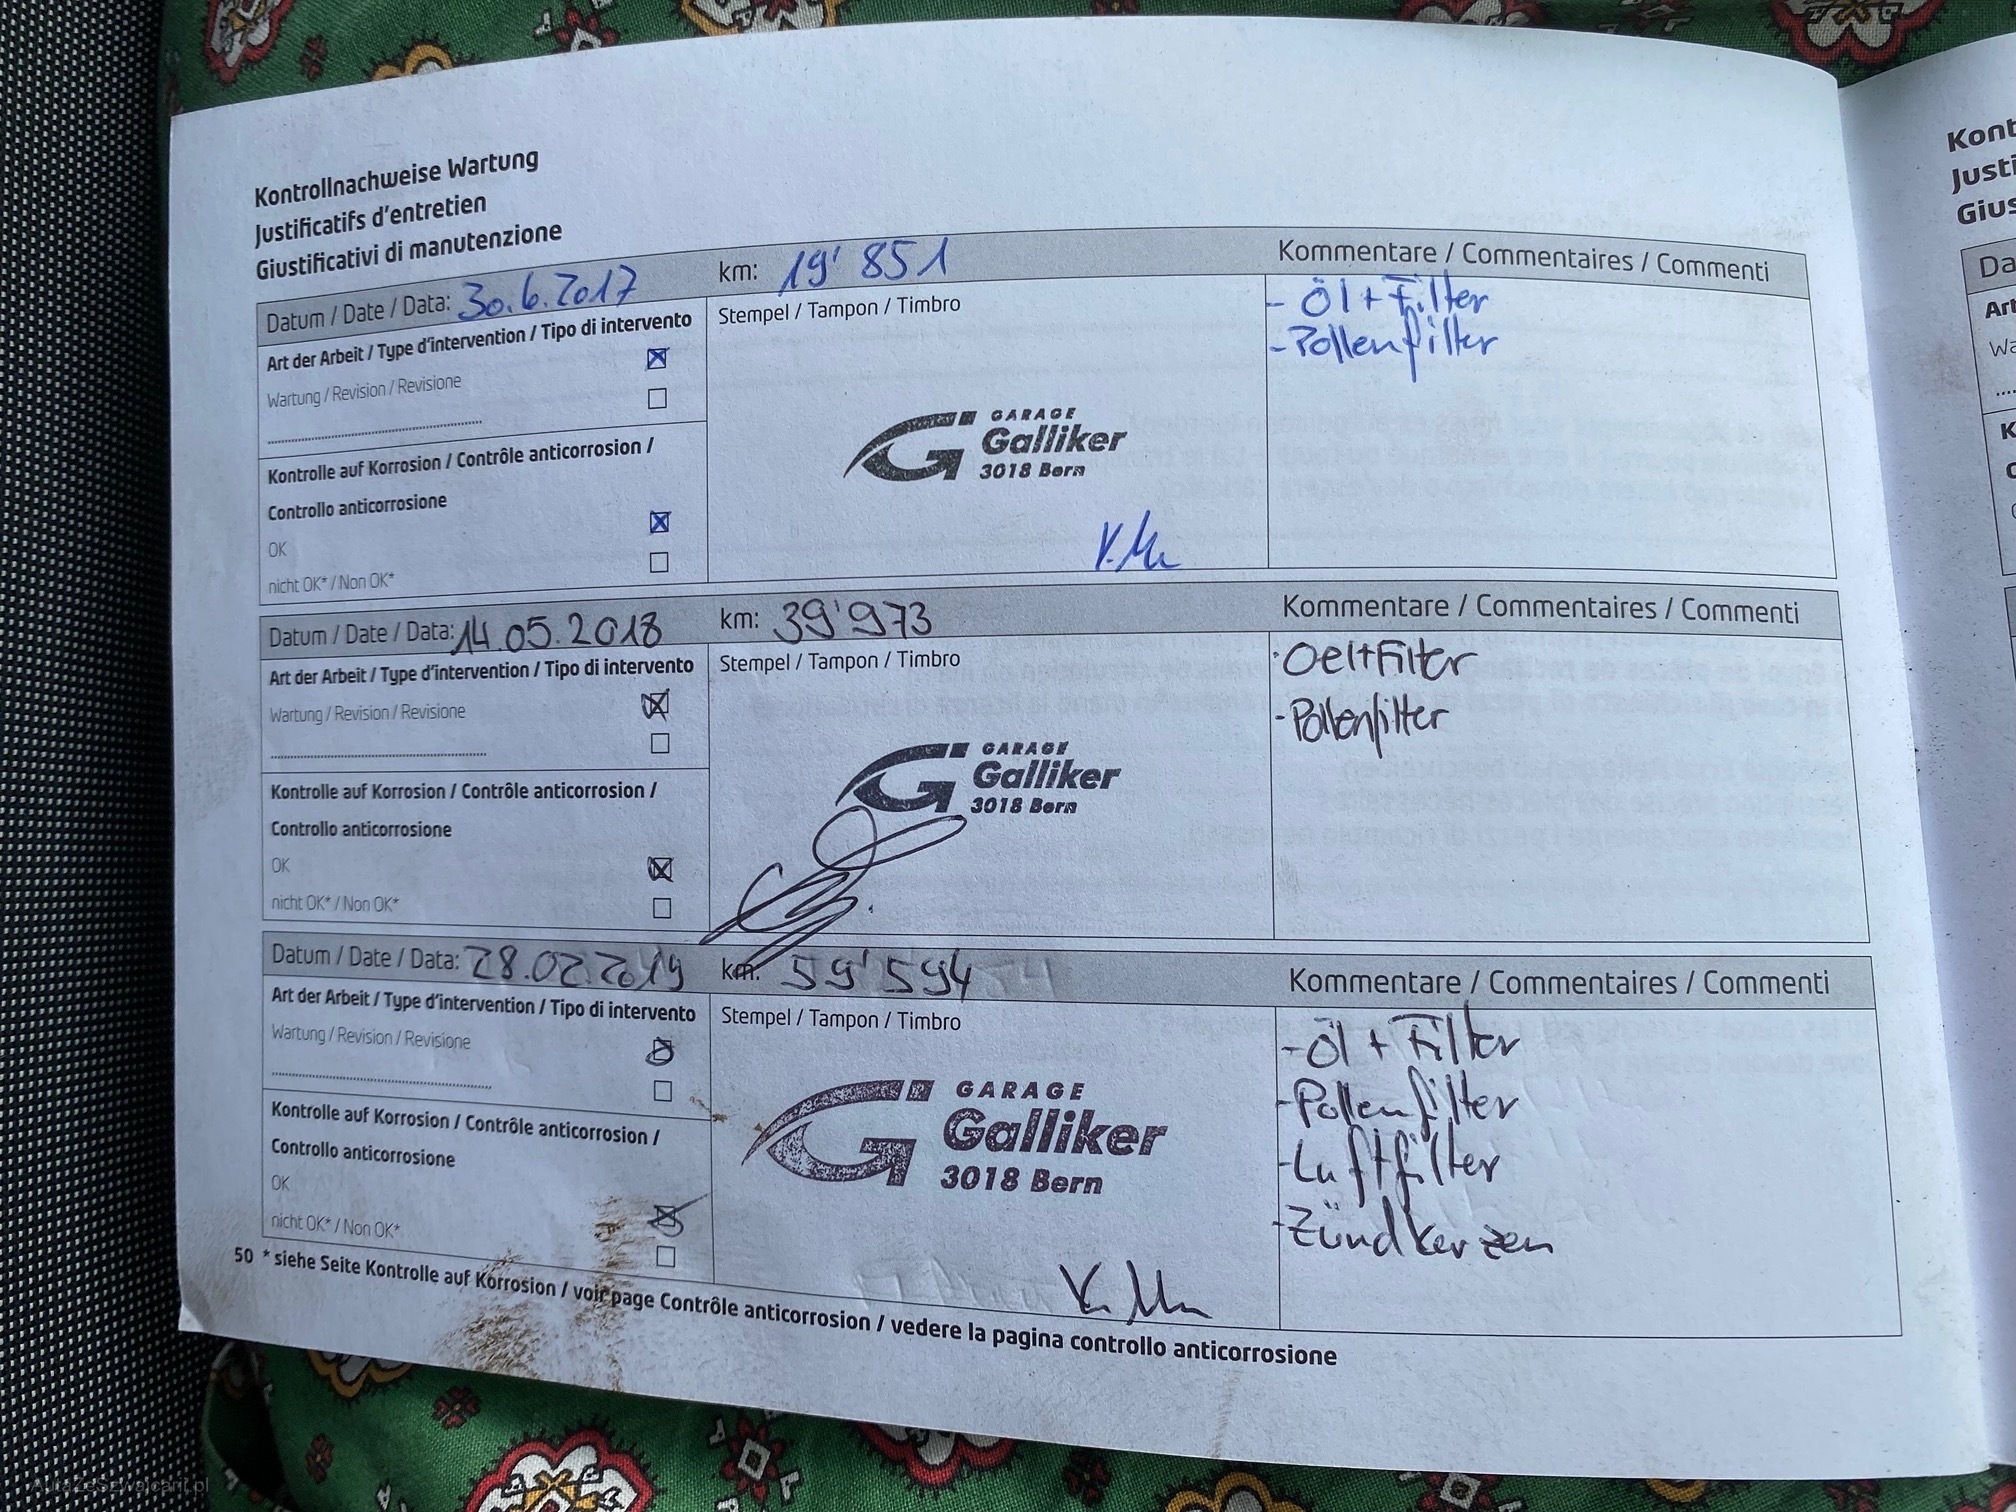 Kontrollnachweise Wartung
Justificatifs d'entretien
Giustificativi di manutenzione
Datum / Date / Data: 30.6.2017 km: 19'851 Kommentare / Commentaires / Commenti
Art der Arbeit / Type d'intervention / Tipo di intervento
Wartung / Revision / Revisione
Kontrolle auf Korrosion / Contrôle anticorrosion /
Controllo anticorrosione
OK
nicht OK* / Non OK*
Stempel / Tampon / Timbro
GARAGE
Galliker
3018 Bern
- Öl + Filter
- Pollenfilter
Datum / Date / Data: 14.05.2018 km: 39'973 Kommentare / Commentaires / Commenti
Art der Arbeit / Type d'intervention / Tipo di intervento
Wartung / Revision / Revisione
Kontrolle auf Korrosion / Contrôle anticorrosion /
Controllo anticorrosione
OK
nicht OK* / Non OK*
Stempel / Tampon / Timbro
GARAGE
Galliker
3018 Bern
- Oel+Filter
- Pollenfilter
Datum / Date / Data: 28.02.2019 km: 59'594 Kommentare / Commentaires / Commenti
Art der Arbeit / Type d'intervention / Tipo di intervento
Wartung / Revision / Revisione
Kontrolle auf Korrosion / Contrôle anticorrosion /
Controllo anticorrosione
OK
nicht OK* / Non OK*
Stempel / Tampon / Timbro
GARAGE
Galliker
3018 Bern
- Öl + Filter
- Pollenfilter
- Luftfilter
- Zündkerzen
50 * siehe Seite Kontrolle auf Korrosion / voir page Contrôle anticorrosion / vedere la pagina controllo anticorrosione
Kont
Justi
Gius
Da
Art
Wa
K
AutaZeSzwajcarii.pl